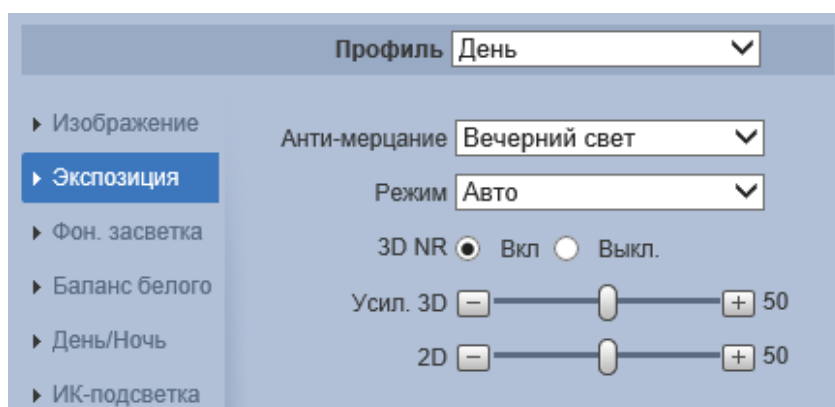 Профиль День
Изображение
Анти-мерцание Вечерний свет
Экспозиция
Режим Авто
Фон. засветка
3D NR Вкл Выкл.
Баланс белого
Усил. 3D 50
День/Ночь
2D 50
ИК-подсветка